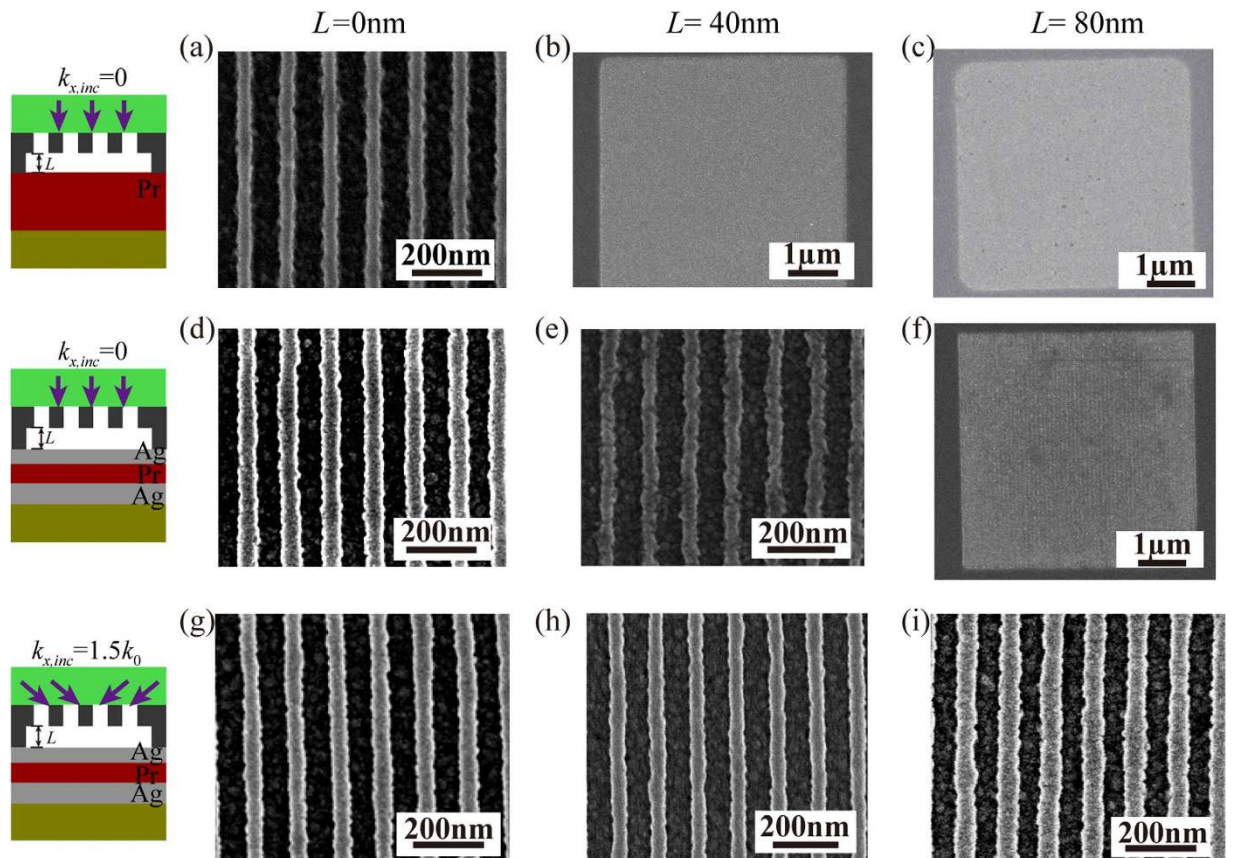 L=0nm
L= 40nm
L= 80nm
(a)
(b)
(c)
kx,inc=0
L
Pr
200nm
1μm
1μm
(d)
(e)
(f)
kx,inc=0
L
Ag
Pr
Ag
200nm
200nm
1μm
(g)
(h)
(i)
kx,inc=1.5k0
L
Ag
Pr
Ag
200nm
200nm
200nm